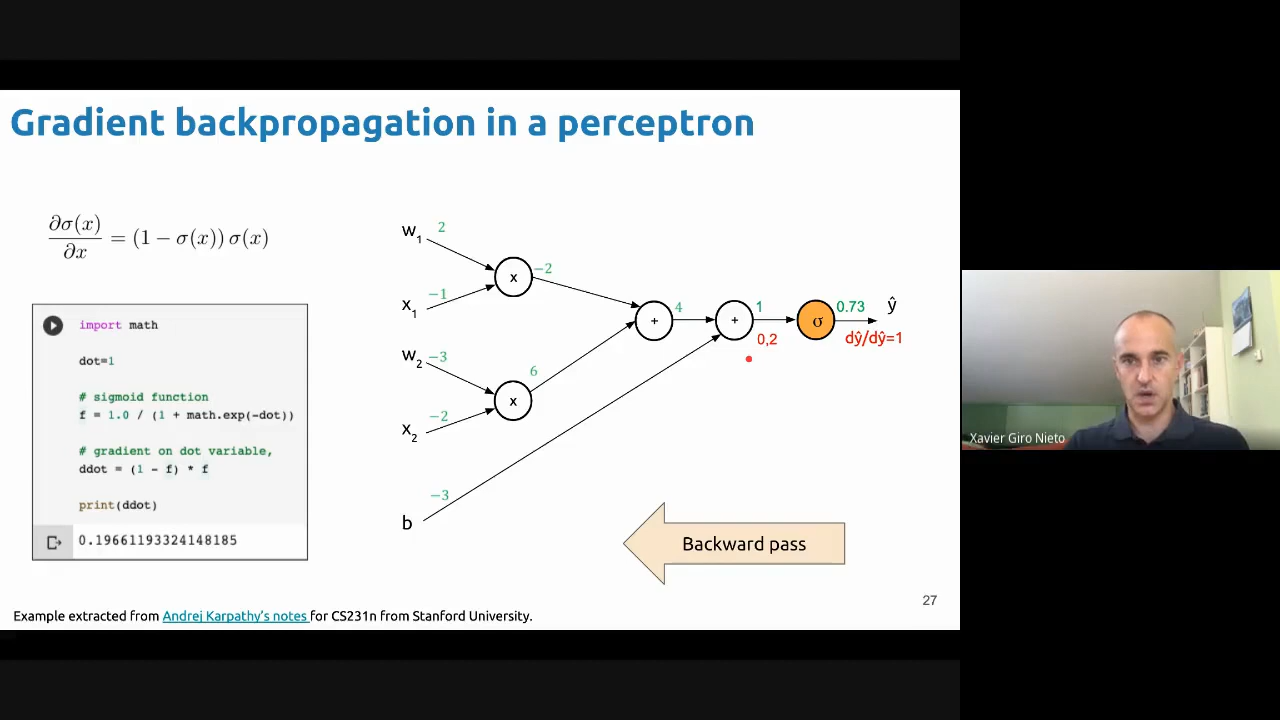 Gradient backpropagation in a perceptron
∂σ(x)
∂x
= (1 − σ(x)) σ(x)
import math
dot=1
# sigmoid function
f = 1.0 / (1 + math.exp(-dot))
# gradient on dot variable,
ddot = (1 - f) * f
print(ddot)
0.19661193324148185
w1 2
x
−2
x1 −1
w2 −3
x
6
x2 −2
b −3
+
4
+
1
0,2
σ
0.73
ŷ
dŷ/dŷ=1
Backward pass
27
Example extracted from Andrej Karpathy's notes for CS231n from Stanford University.
Xavier Giro Nieto